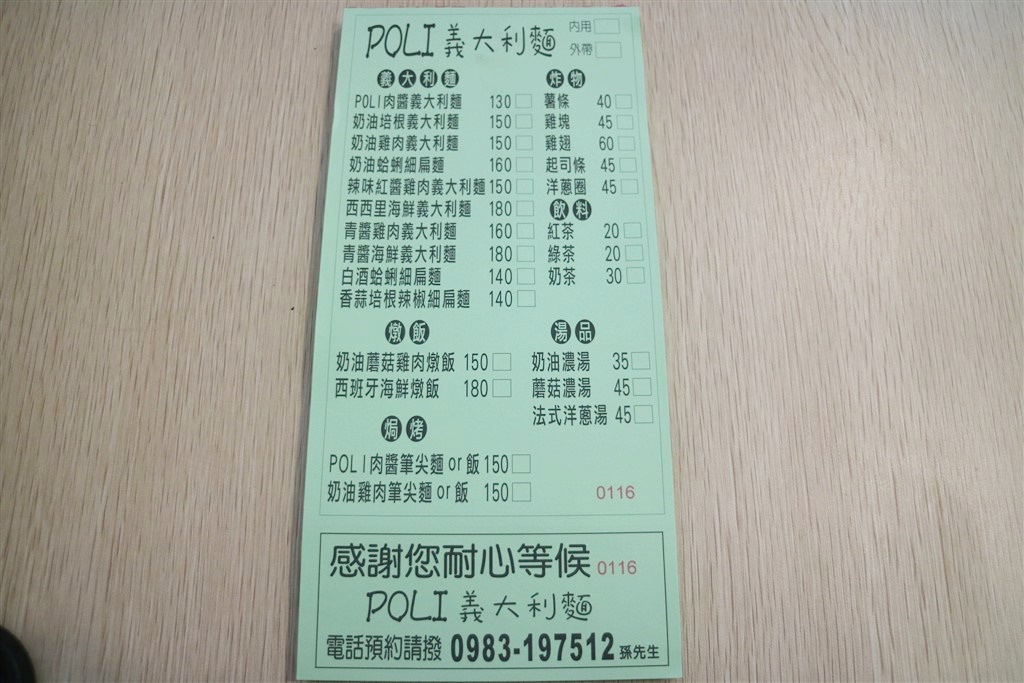 POLI義大利麵
內用
外帶
義大利麵
POLI肉醬義大利麵 130
奶油培根義大利麵 150
奶油雞肉義大利麵 150
奶油蛤蜊細扁麵 160
辣味紅醬雞肉義大利麵 150
西西里海鮮義大利麵 180
青醬雞肉義大利麵 160
青醬海鮮義大利麵 180
白酒蛤蜊細扁麵 140
香蒜培根辣椒細扁麵 140
炸物
薯條 40
雞塊 45
雞翅 60
起司條 45
洋蔥圈 45
飲料
紅茶 20
綠茶 20
奶茶 30
燉飯
奶油蘑菇雞肉燉飯 150
西班牙海鮮燉飯 180
湯品
奶油濃湯 35
蘑菇濃湯 45
法式洋蔥湯 45
焗烤
POLI肉醬筆尖麵or飯 150
奶油雞肉筆尖麵or飯 150
0116
感謝您耐心等候 0116
POLI義大利麵
電話預約請撥 0983-197512 孫先生